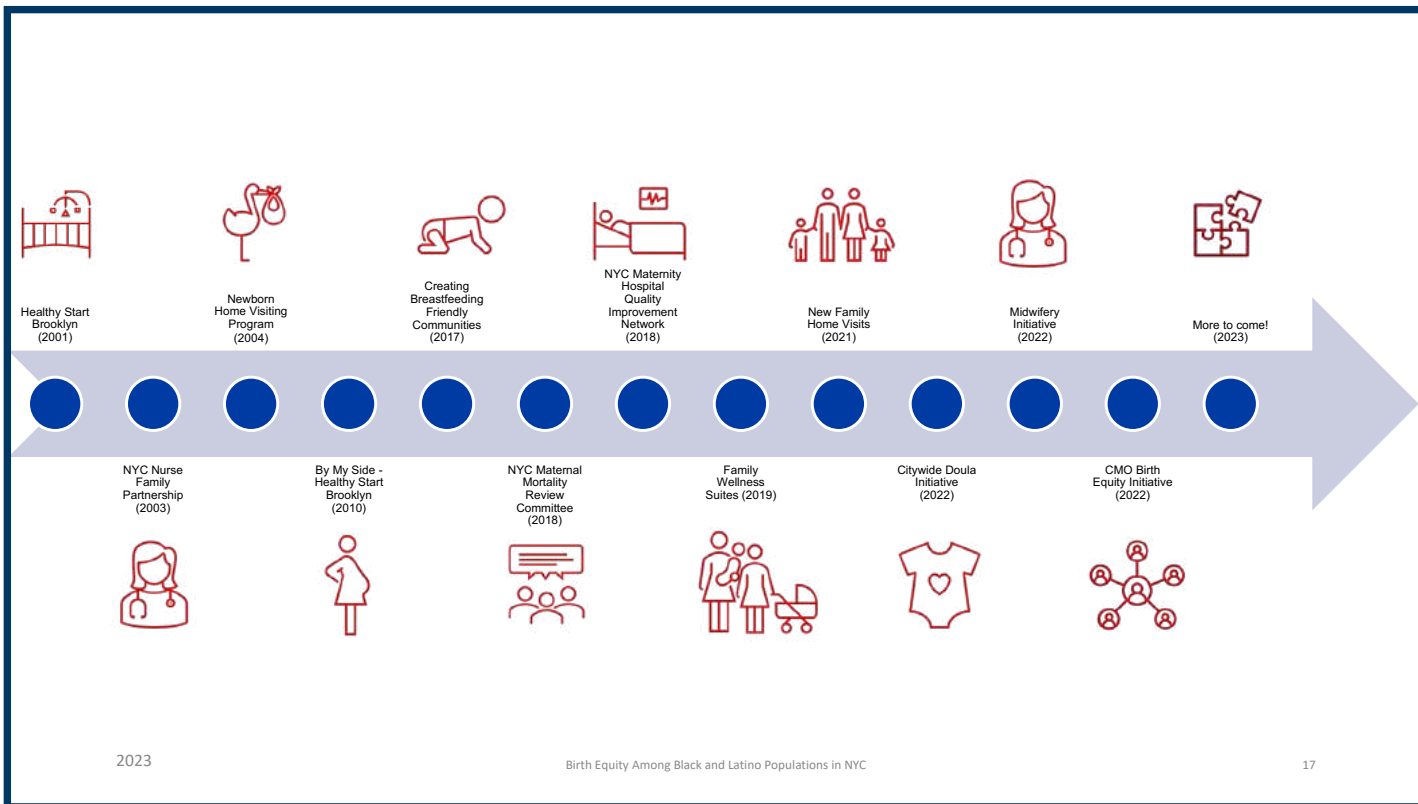 Healthy Start
Brooklyn
(2001)
NYC Nurse
Family
Partnership
(2003)
Newborn
Home Visiting
Program
(2004)
By My Side -
Healthy Start
Brooklyn
(2010)
Creating
Breastfeeding
Friendly
Communities
(2017)
NYC Maternal
Mortality
Review
Committee
(2018)
NYC Maternity
Hospital
Quality
Improvement
Network
(2018)
Family
Wellness
Suites (2019)
New Family
Home Visits
(2021)
Citywide Doula
Initiative
(2022)
Midwifery
Initiative
(2022)
CMO Birth
Equity Initiative
(2022)
More to come!
(2023)
2023
Birth Equity Among Black and Latino Populations in NYC
17